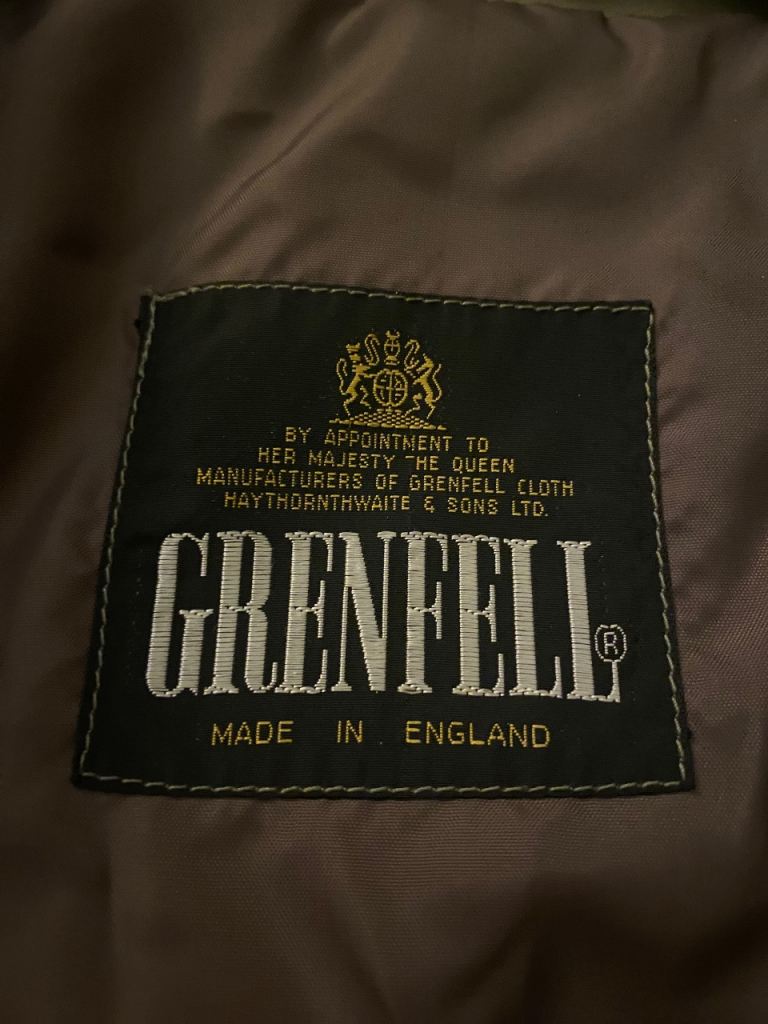 BY APPOINTMENT TO
HER MAJESTY THE QUEEN
MANUFACTURERS OF GRENFELL CLOTH
HAYTHORNTHWAITE & SONS LTD.
GRENFELL®
MADE IN ENGLAND